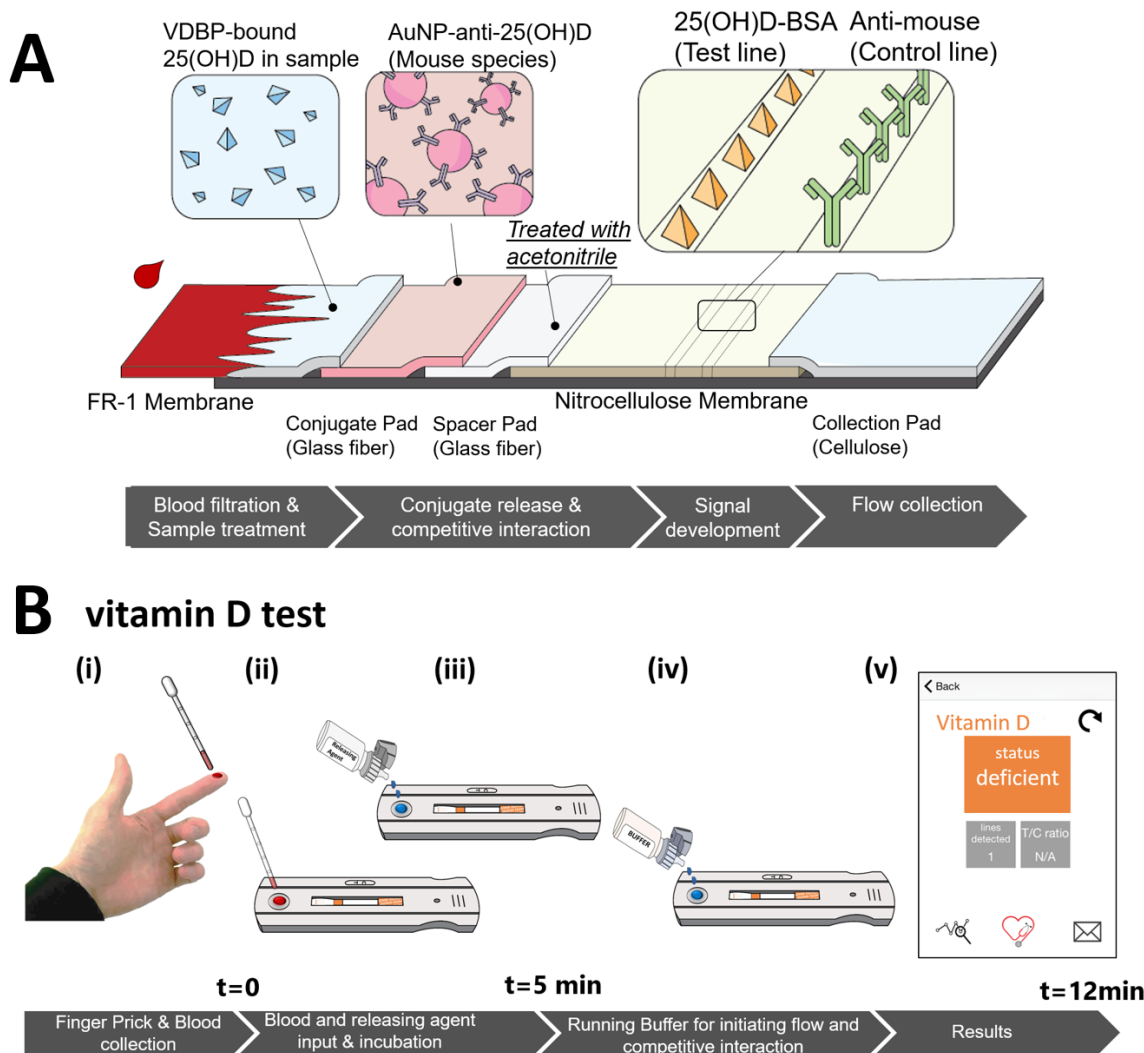 A
VDBP-bound
25(OH)D in sample
AuNP-anti-25(OH)D
(Mouse species)
25(OH)D-BSA
(Test line)
Anti-mouse
(Control line)
Treated with
acetonitrile
FR-1 Membrane
Conjugate Pad
(Glass fiber)
Spacer Pad
(Glass fiber)
Nitrocellulose Membrane
Collection Pad
(Cellulose)
Blood filtration &
Sample treatment
Conjugate release &
competitive interaction
Signal
development
Flow collection
B vitamin D test
(i)
(ii)
(iii)
(iv)
(v)
Releasing
Agent
BUFFER
Back
Vitamin D
status
deficient
lines
detected
1
T/C ratio
N/A
t=0
t=5 min
t=12min
Finger Prick & Blood
collection
Blood and releasing agent
input & incubation
Running Buffer for initiating flow and
competitive interaction
Results